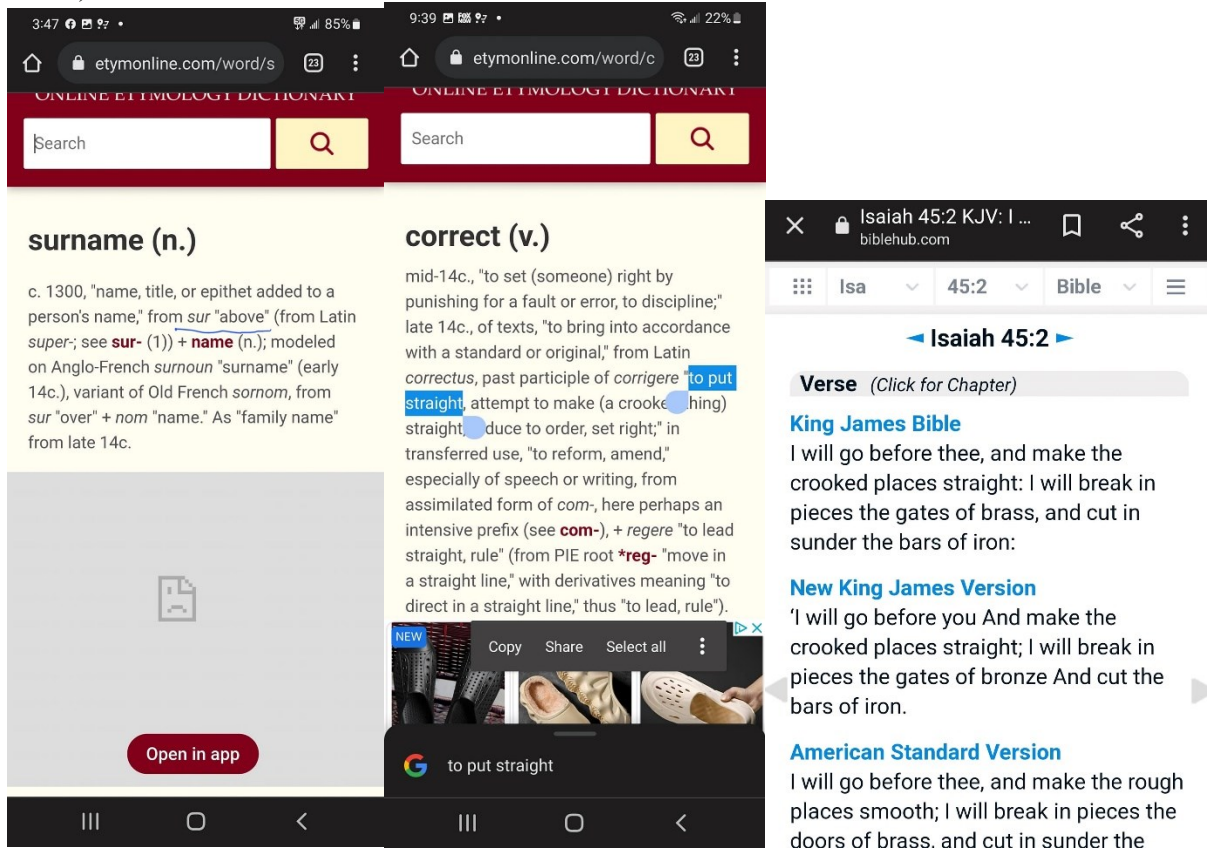 3:47
85%
etymonline.com/word/s
23
ONLINE ETYMOLOGY DICTIONARY
Search
surname (n.)
c. 1300, "name, title, or epithet added to a
person's name," from sur "above" (from Latin
super-; see sur- (1)) + name (n.); modeled
on Anglo-French surnoun "surname" (early
14c.), variant of Old French sornom, from
sur "over" + nom "name." As "family name"
from late 14c.
Open in app
9:39
22%
etymonline.com/word/c
23
ONLINE ETYMOLOGY DICTIONARY
Search
correct (v.)
mid-14c., "to set (someone) right by
punishing for a fault or error, to discipline;"
late 14c., of texts, "to bring into accordance
with a standard or original," from Latin
correctus, past participle of corrigere "to put
straight, attempt to make (a crooke hing)
straight, duce to order, set right;" in
transferred use, "to reform, amend,"
especially of speech or writing, from
assimilated form of com-, here perhaps an
intensive prefix (see com-), + regere "to lead
straight, rule" (from PIE root *reg- "move in
a straight line," with derivatives meaning "to
direct in a straight line," thus "to lead, rule").
NEW
Copy Share Select all
to put straight
Isaiah 45:2 KJV: I ...
biblehub.com
Isa 45:2 Bible
Isaiah 45:2
Verse (Click for Chapter)
King James Bible
I will go before thee, and make the
crooked places straight: I will break in
pieces the gates of brass, and cut in
sunder the bars of iron:
New King James Version
‘I will go before you And make the
crooked places straight; I will break in
pieces the gates of bronze And cut the
bars of iron.
American Standard Version
I will go before thee, and make the rough
places smooth; I will break in pieces the
doors of brass, and cut in sunder the